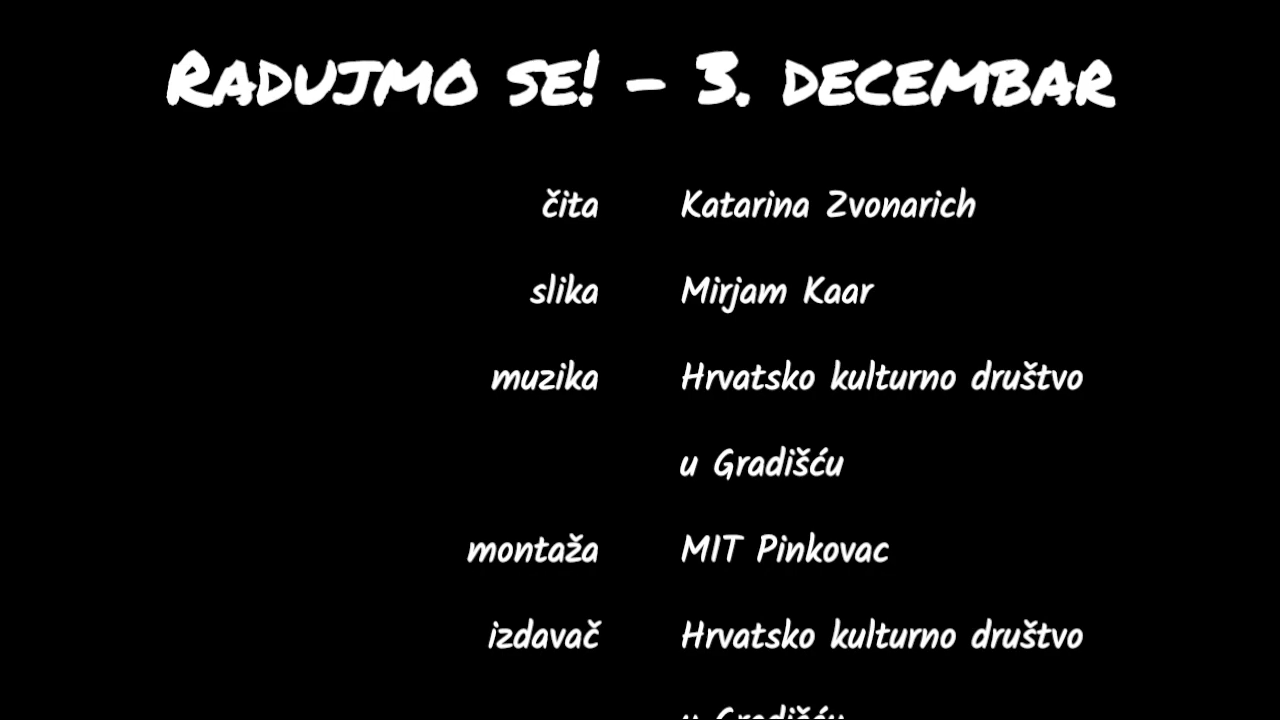 Radujmo se! - 3. decembar
čita Katarina Zvonarich
slika Mirjam Kaar
muzika Hrvatsko kulturno društvo
u Gradišću
montaža MIT Pinkovac
izdavač Hrvatsko kulturno društvo
u Gradišću